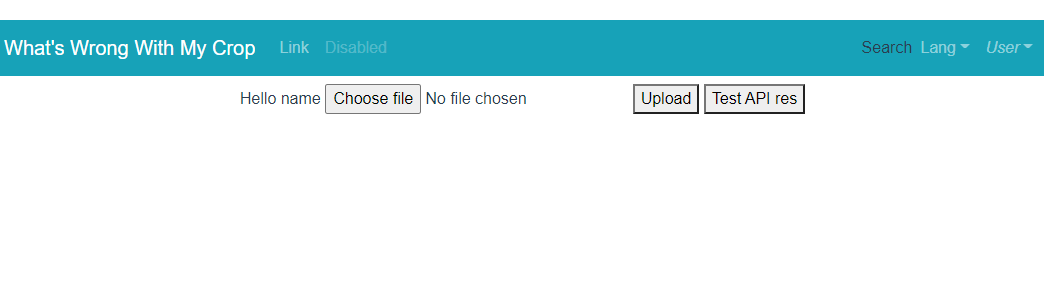 What's Wrong With My Crop Link Disabled Search Lang User
Hello name Choose file No file chosen Upload Test API res